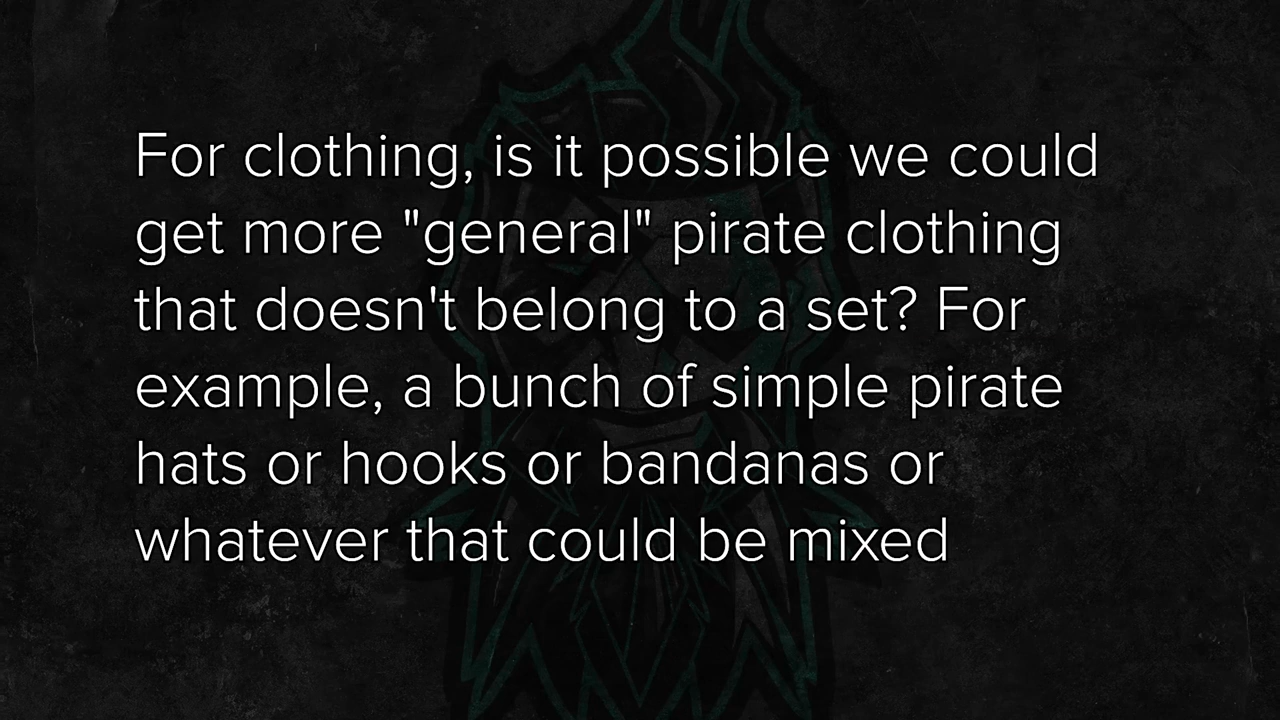 For clothing, is it possible we could
get more "general" pirate clothing
that doesn't belong to a set? For
example, a bunch of simple pirate
hats or hooks or bandanas or
whatever that could be mixed